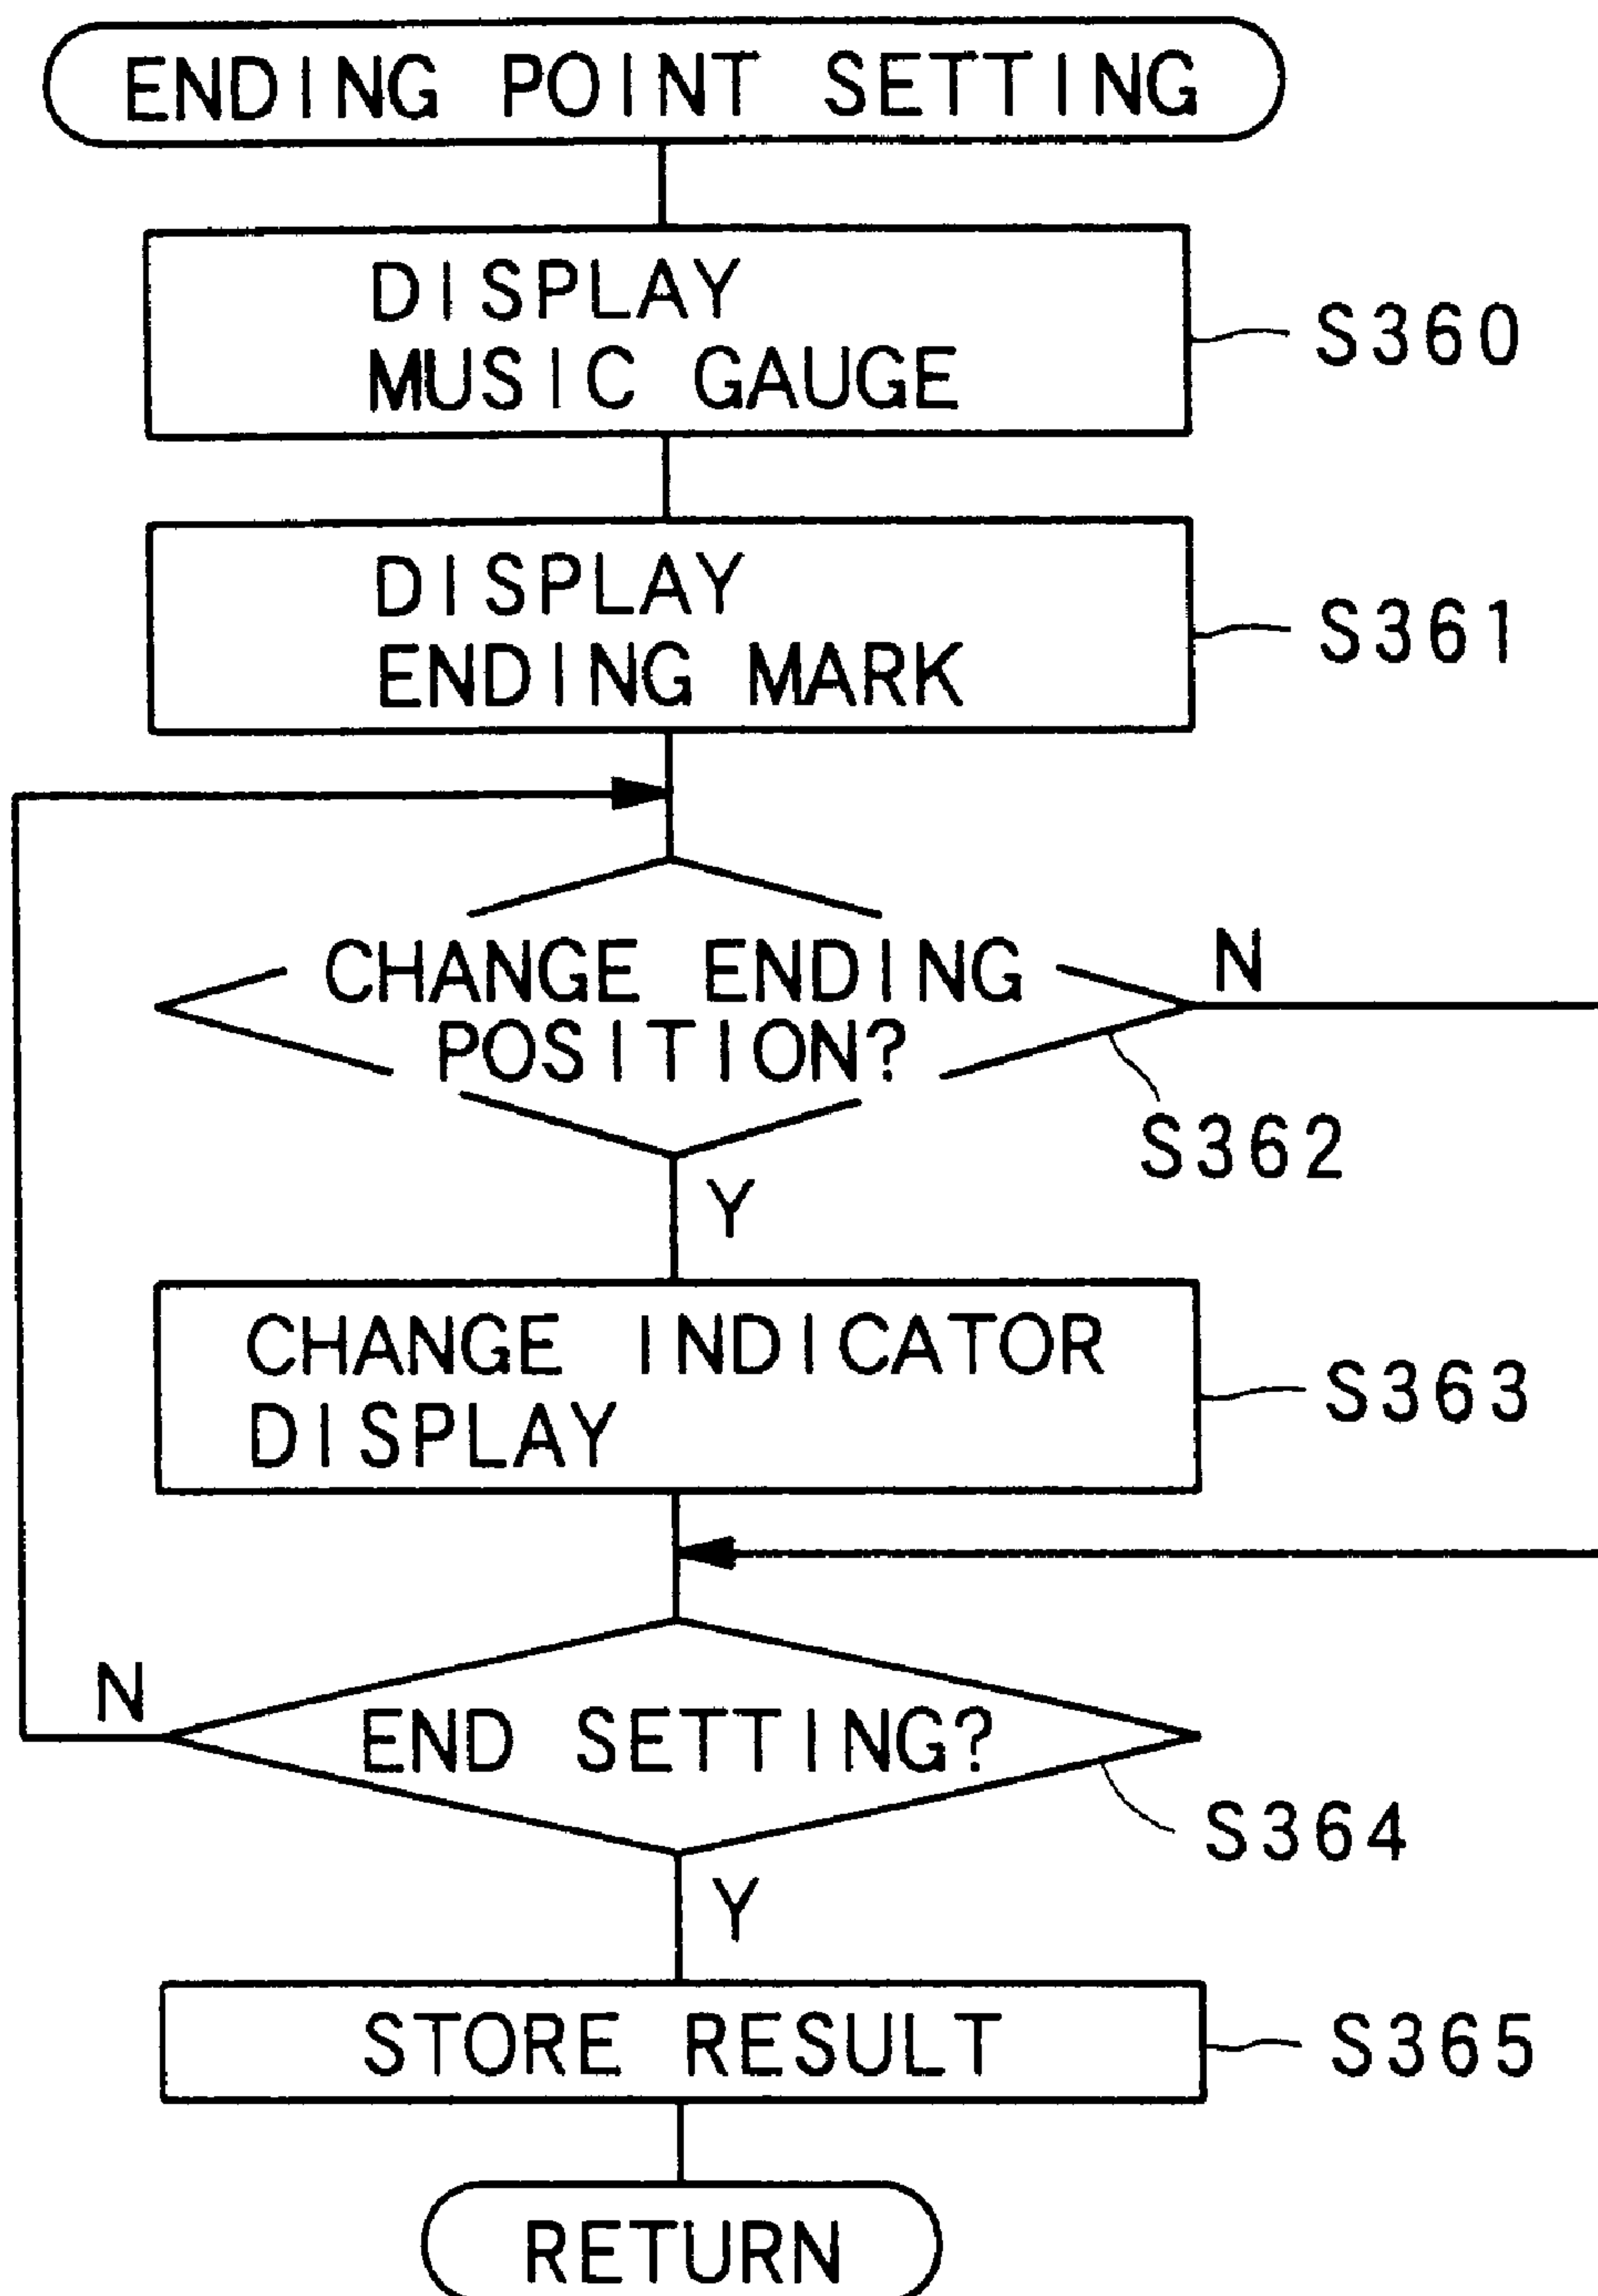 ENDING POINT SETTING
DISPLAY
MUSIC GAUGE
S360
DISPLAY
ENDING MARK
S361
CHANGE ENDING
POSITION?
N
S362
Y
CHANGE INDICATOR
DISPLAY
S363
N
END SETTING?
S364
Y
STORE RESULT
S365
RETURN